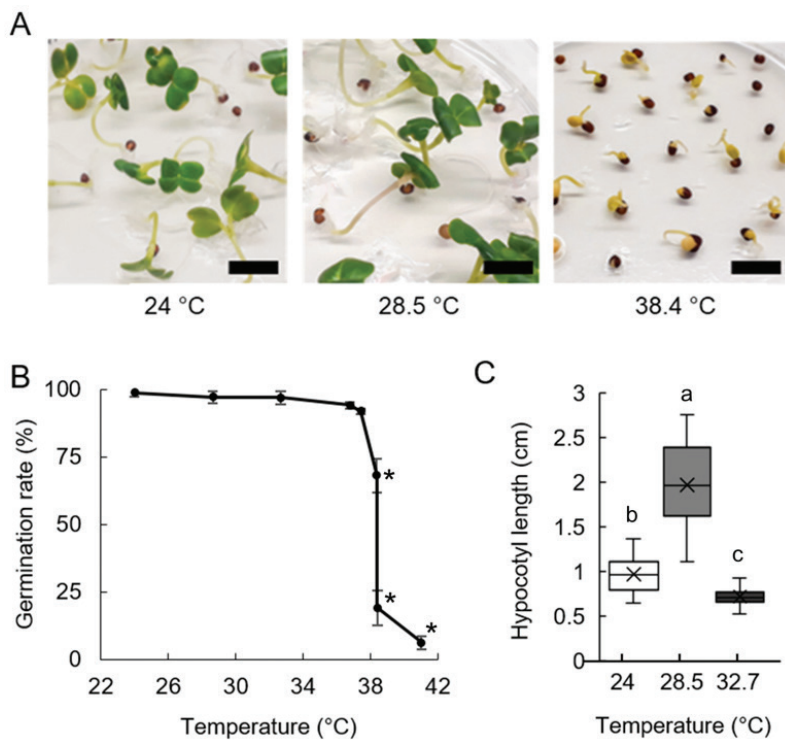 A
24 °C
28.5 °C
38.4 °C
B
Germination rate (%)
100
75
50
25
0
*
*
*
22
26
30
34
38
42
Temperature (°C)
C
Hypocotyl length (cm)
3
2.5
2
1.5
1
0.5
0
b
a
c
24
28.5
32.7
Temperature (°C)